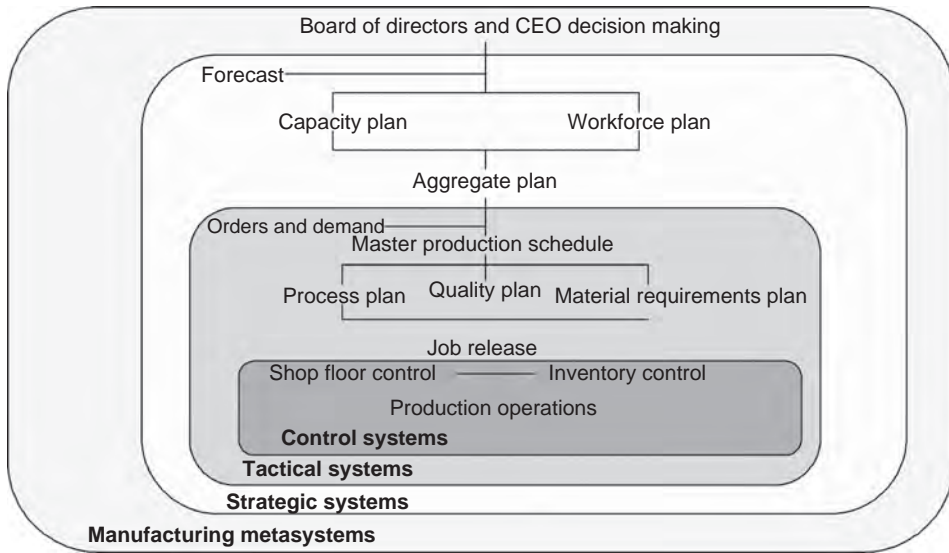 Board of directors and CEO decision making
Forecast
Capacity plan Workforce plan
Aggregate plan
Orders and demand
Master production schedule
Process plan Quality plan Material requirements plan
Job release
Shop floor control Inventory control
Production operations
Control systems
Tactical systems
Strategic systems
Manufacturing metasystems